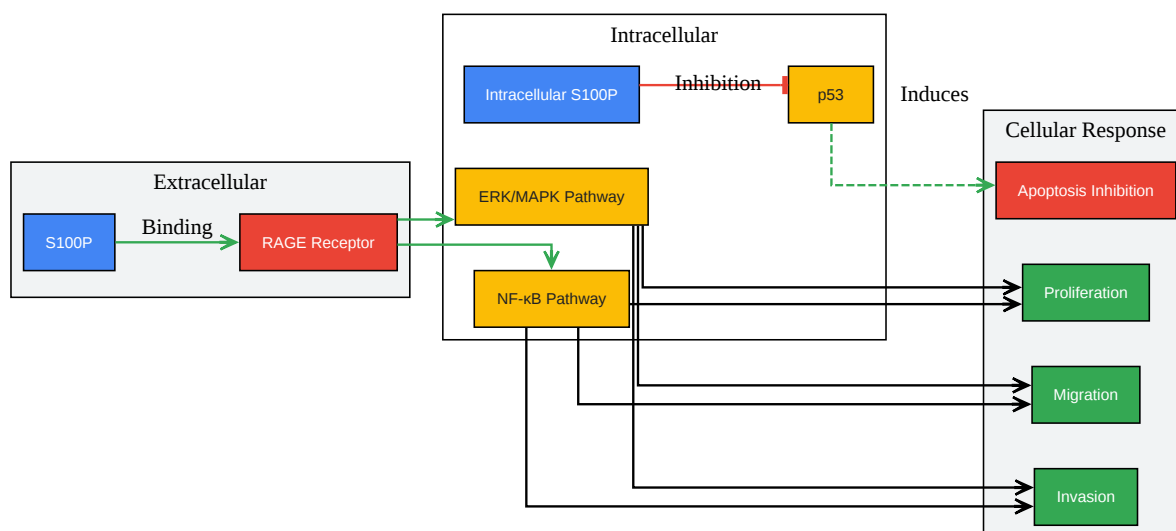 Intracellular
Intracellular S100P
Inhibition
p53
Induces
Cellular Response
Extracellular
ERK/MAPK Pathway
Apoptosis Inhibition
S100P
Binding
RAGE Receptor
NF-κB Pathway
Proliferation
Migration
Invasion